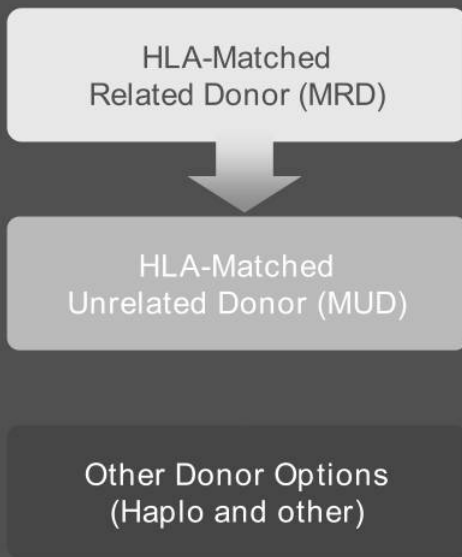 HLA-Matched
Related Donor (MRD)
HLA-Matched
Unrelated Donor (MUD)
Other Donor Options
(Haplo and other)